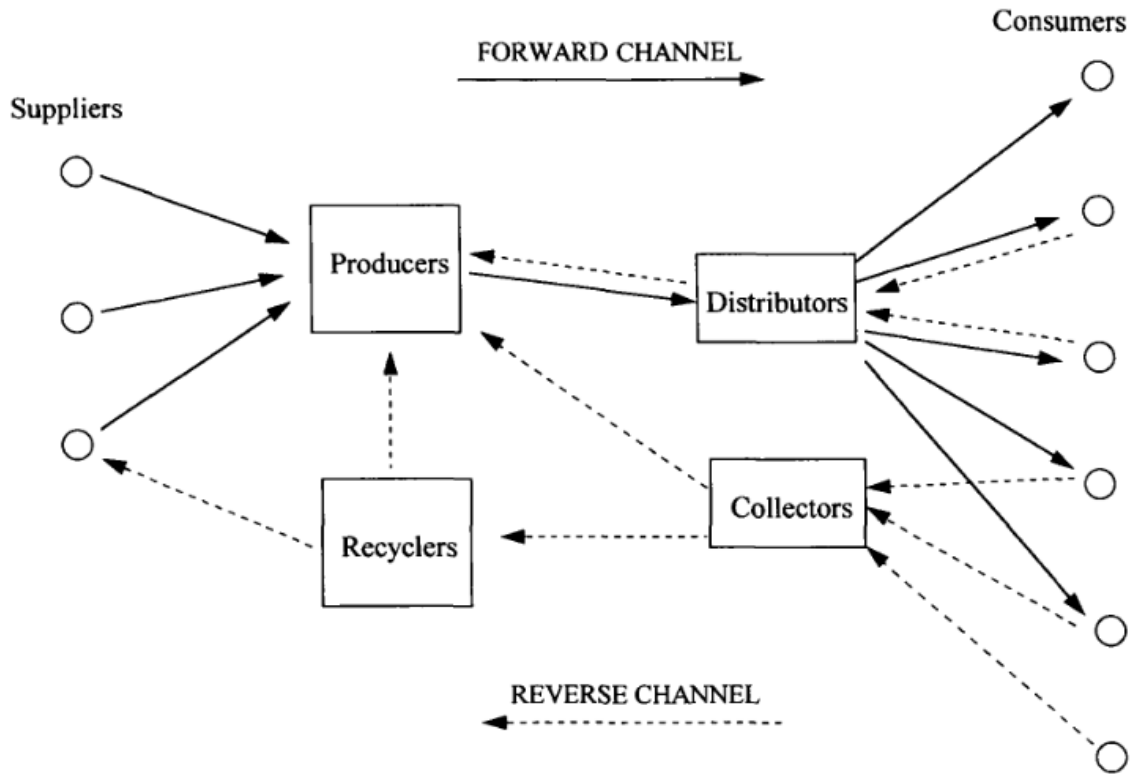 Consumers
FORWARD CHANNEL
Suppliers
Producers
Distributors
Collectors
Recyclers
REVERSE CHANNEL